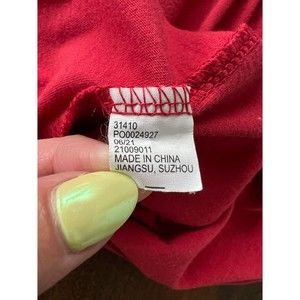 31410
PO0024927
06/21
21009011
MADE IN CHINA
JIANGSU, SUZHOU